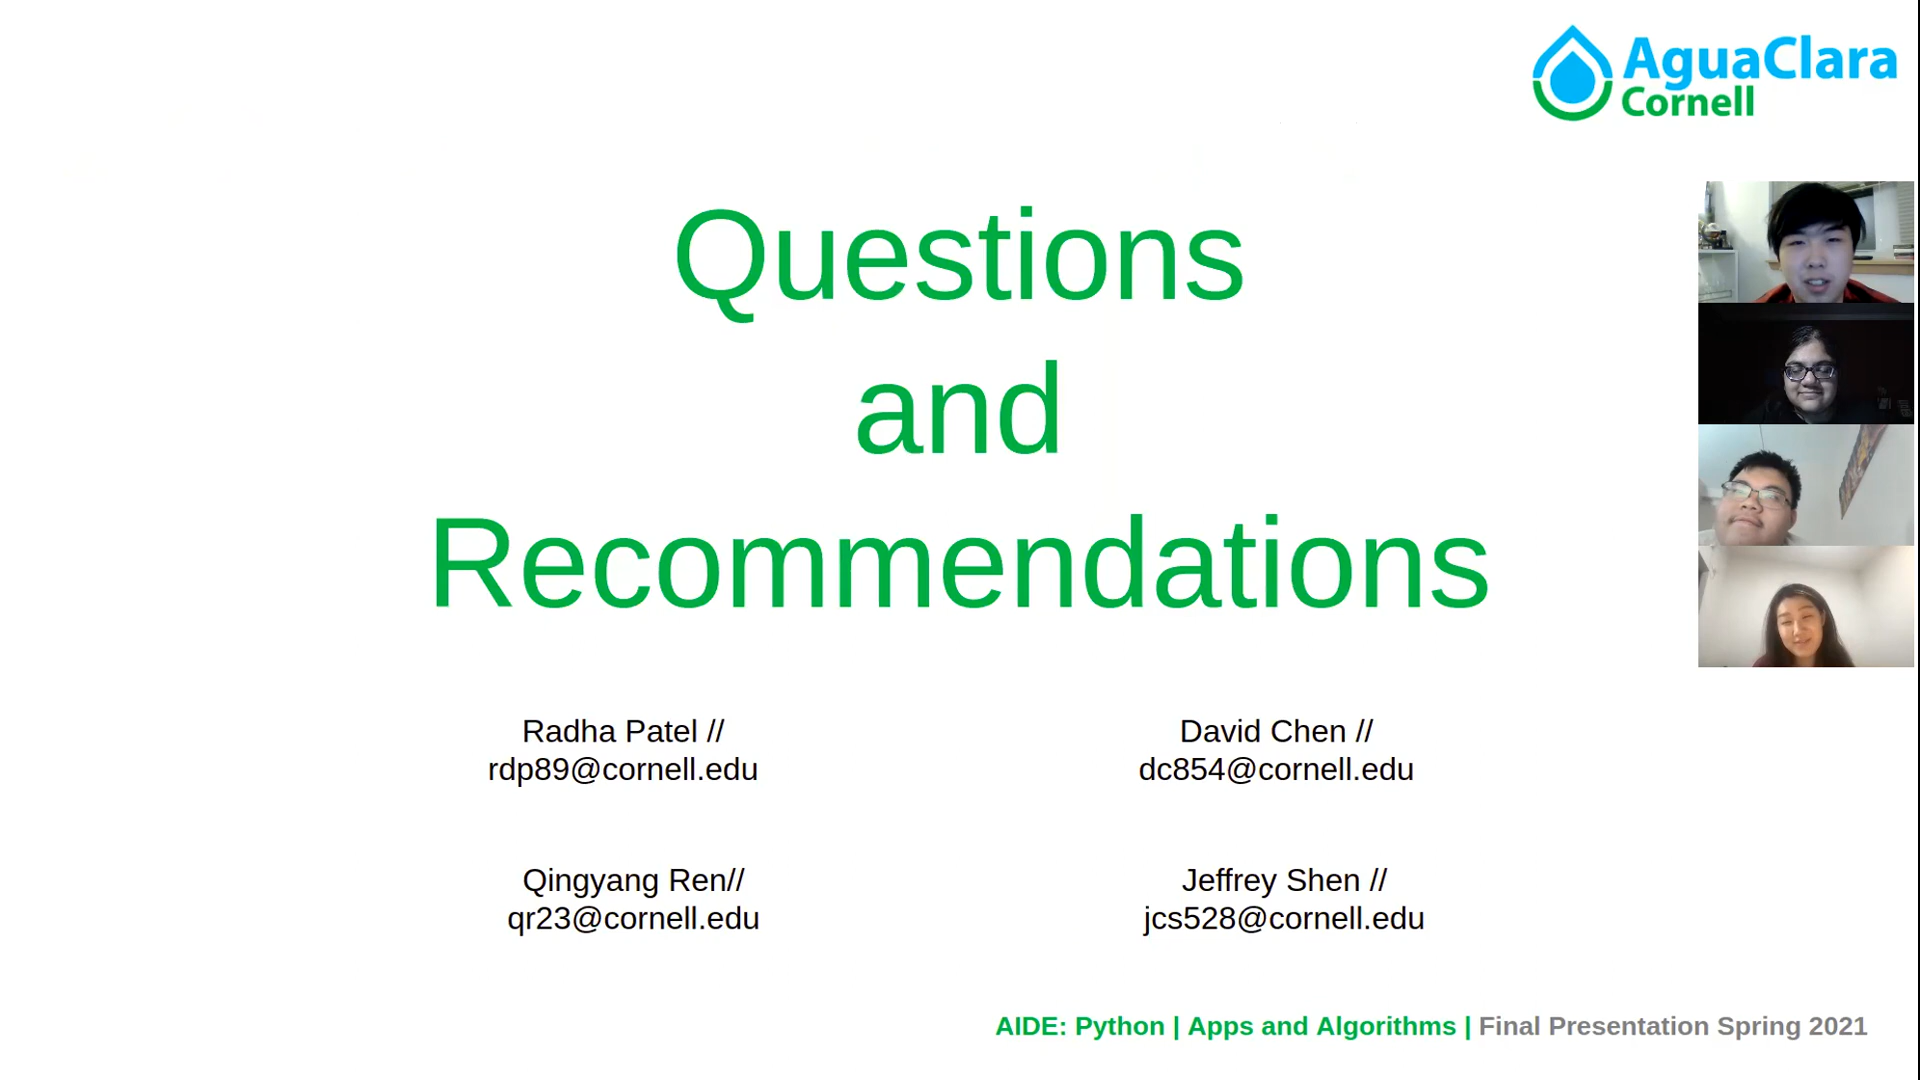 AguaClara
Cornell
Questions
and
Recommendations
Radha Patel //
rdp89@cornell.edu
David Chen //
dc854@cornell.edu
Qingyang Ren//
qr23@cornell.edu
Jeffrey Shen //
jcs528@cornell.edu
AIDE: Python | Apps and Algorithms | Final Presentation Spring 2021